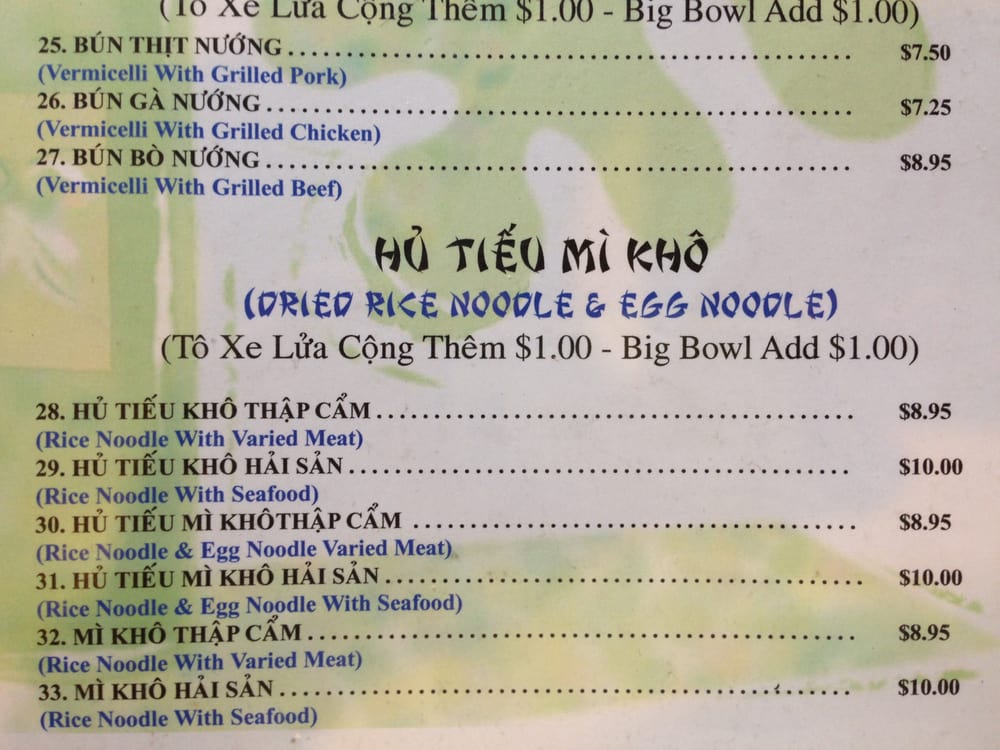 (Tô Xe Lửa Cộng Thêm $1.00 - Big Bowl Add $1.00)
25. BÚN THỊT NƯỚNG ........................................................ $7.50
(Vermicelli With Grilled Pork)
26. BÚN GÀ NƯỚNG ........................................................ $7.25
(Vermicelli With Grilled Chicken)
27. BÚN BÒ NƯỚNG ........................................................ $8.95
(Vermicelli With Grilled Beef)
HỦ TIẾU MÌ KHÔ
(DRIED RICE NOODLE & EGG NOODLE)
(Tô Xe Lửa Cộng Thêm $1.00 - Big Bowl Add $1.00)
28. HỦ TIẾU KHÔ THẬP CẨM ................................................ $8.95
(Rice Noodle With Varied Meat)
29. HỦ TIẾU KHÔ HẢI SẢN ................................................ $10.00
(Rice Noodle With Seafood)
30. HỦ TIẾU MÌ KHÔTHẬP CẨM ............................................ $8.95
(Rice Noodle & Egg Noodle Varied Meat)
31. HỦ TIẾU MÌ KHÔ HẢI SẢN ............................................ $10.00
(Rice Noodle & Egg Noodle With Seafood)
32. MÌ KHÔ THẬP CẨM .................................................... $8.95
(Rice Noodle With Varied Meat)
33. MÌ KHÔ HẢI SẢN ...................................................... $10.00
(Rice Noodle With Seafood)